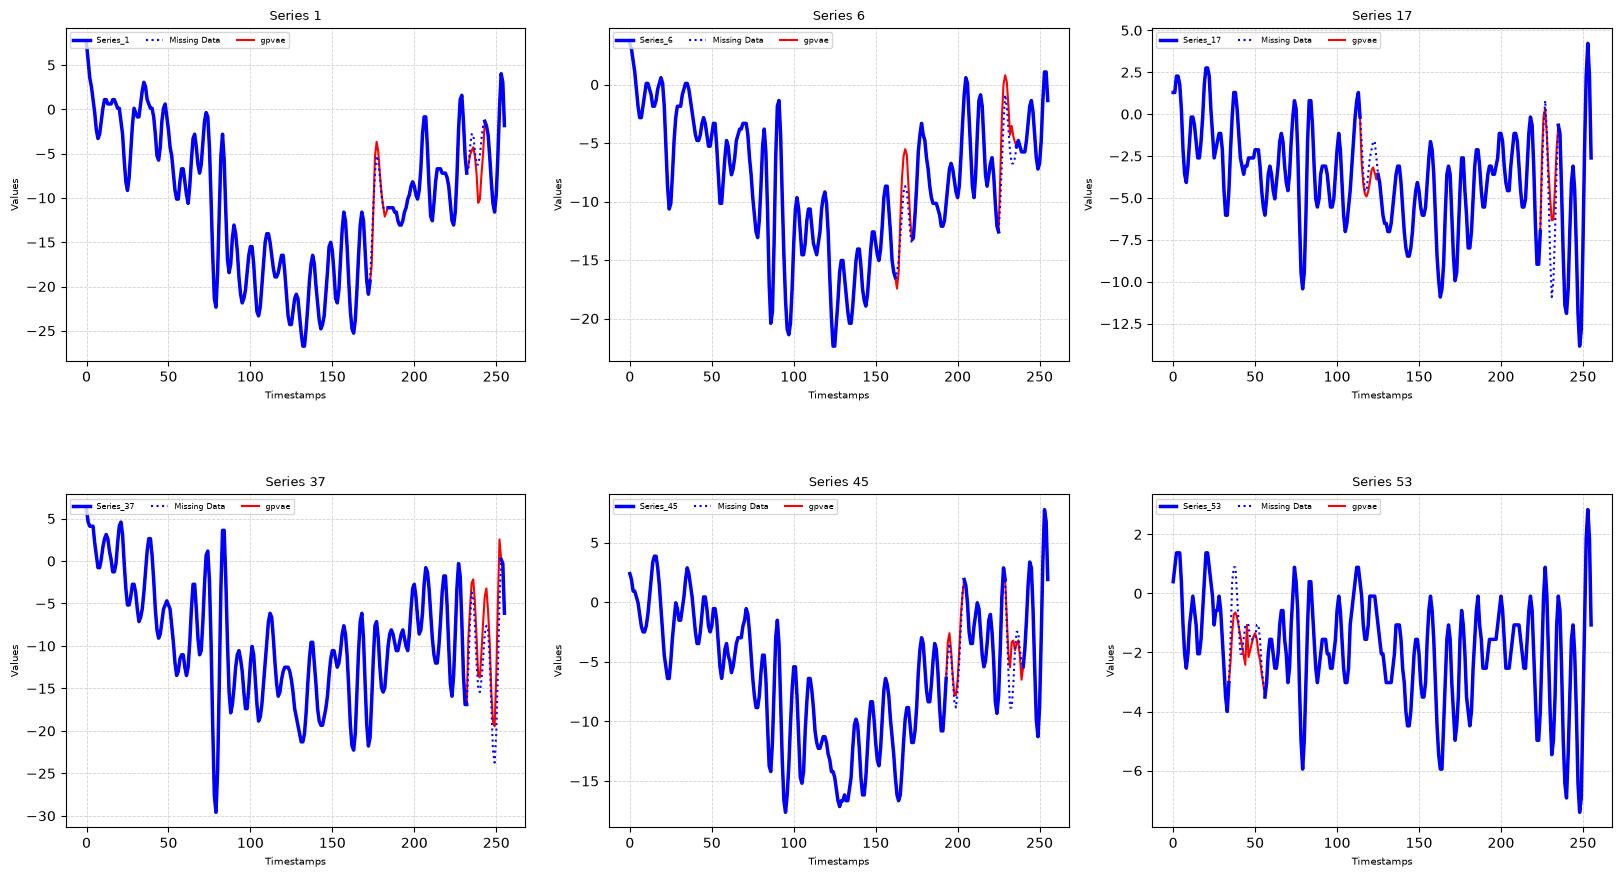 Series 1
Series_1 Missing Data gpvae
Values
5
0
−5
−10
−15
−20
−25
0 50 100 150 200 250
Timestamps
Series 6
Series_6 Missing Data gpvae
Values
0
−5
−10
−15
−20
0 50 100 150 200 250
Timestamps
Series 17
Series_17 Missing Data gpvae
Values
5.0
2.5
0.0
−2.5
−5.0
−7.5
−10.0
−12.5
0 50 100 150 200 250
Timestamps
Series 37
Series_37 Missing Data gpvae
Values
5
0
−5
−10
−15
−20
−25
−30
0 50 100 150 200 250
Timestamps
Series 45
Series_45 Missing Data gpvae
Values
5
0
−5
−10
−15
0 50 100 150 200 250
Timestamps
Series 53
Series_53 Missing Data gpvae
Values
2
0
−2
−4
−6
0 50 100 150 200 250
Timestamps